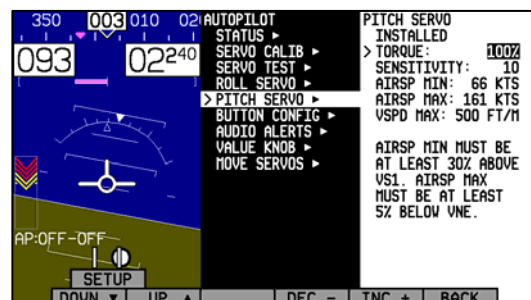 350 003 010 02
093
02240
AP:OFF-OFF
SETUP
AUTOPILOT
STATUS ►
SERVO CALIB ►
SERVO TEST ►
ROLL SERVO ►
>PITCH SERVO ►
BUTTON CONFIG ►
AUDIO ALERTS ►
VALUE KNOB ►
MOVE SERVOS ►
PITCH SERVO
INSTALLED
>TORQUE: 100%
SENSITIVITY: 10
AIRSP MIN: 66 KTS
AIRSP MAX: 161 KTS
VSPD MAX: 500 FT/M
AIRSP MIN MUST BE
AT LEAST 30% ABOVE
VS1. AIRSP MAX
MUST BE AT LEAST
5% BELOW VNE.
DOWN ▼ UP ▲ DEC - INC + BACK